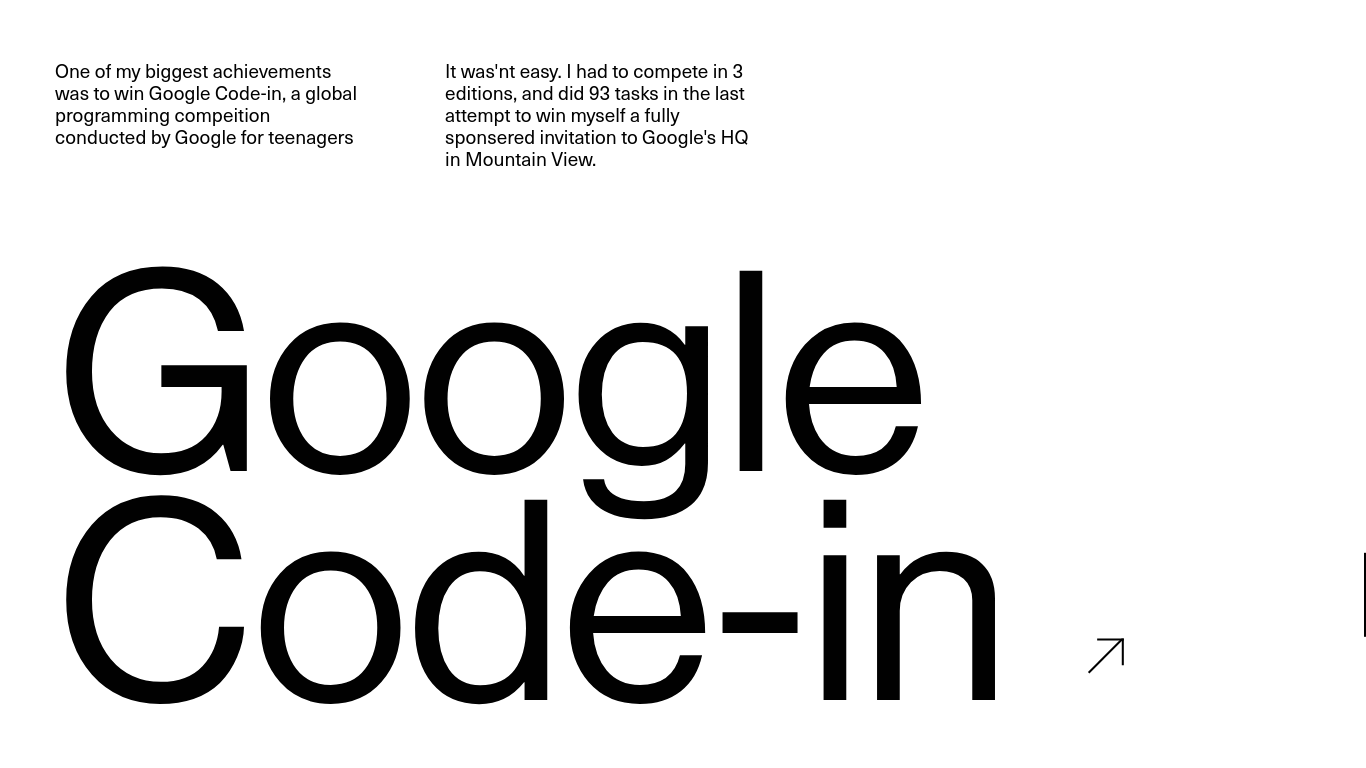 One of my biggest achievements
was to win Google Code-in, a global
programming compeition
conducted by Google for teenagers
It was'nt easy. I had to compete in 3
editions, and did 93 tasks in the last
attempt to win myself a fully
sponsered invitation to Google's HQ
in Mountain View.
Google
Code-in